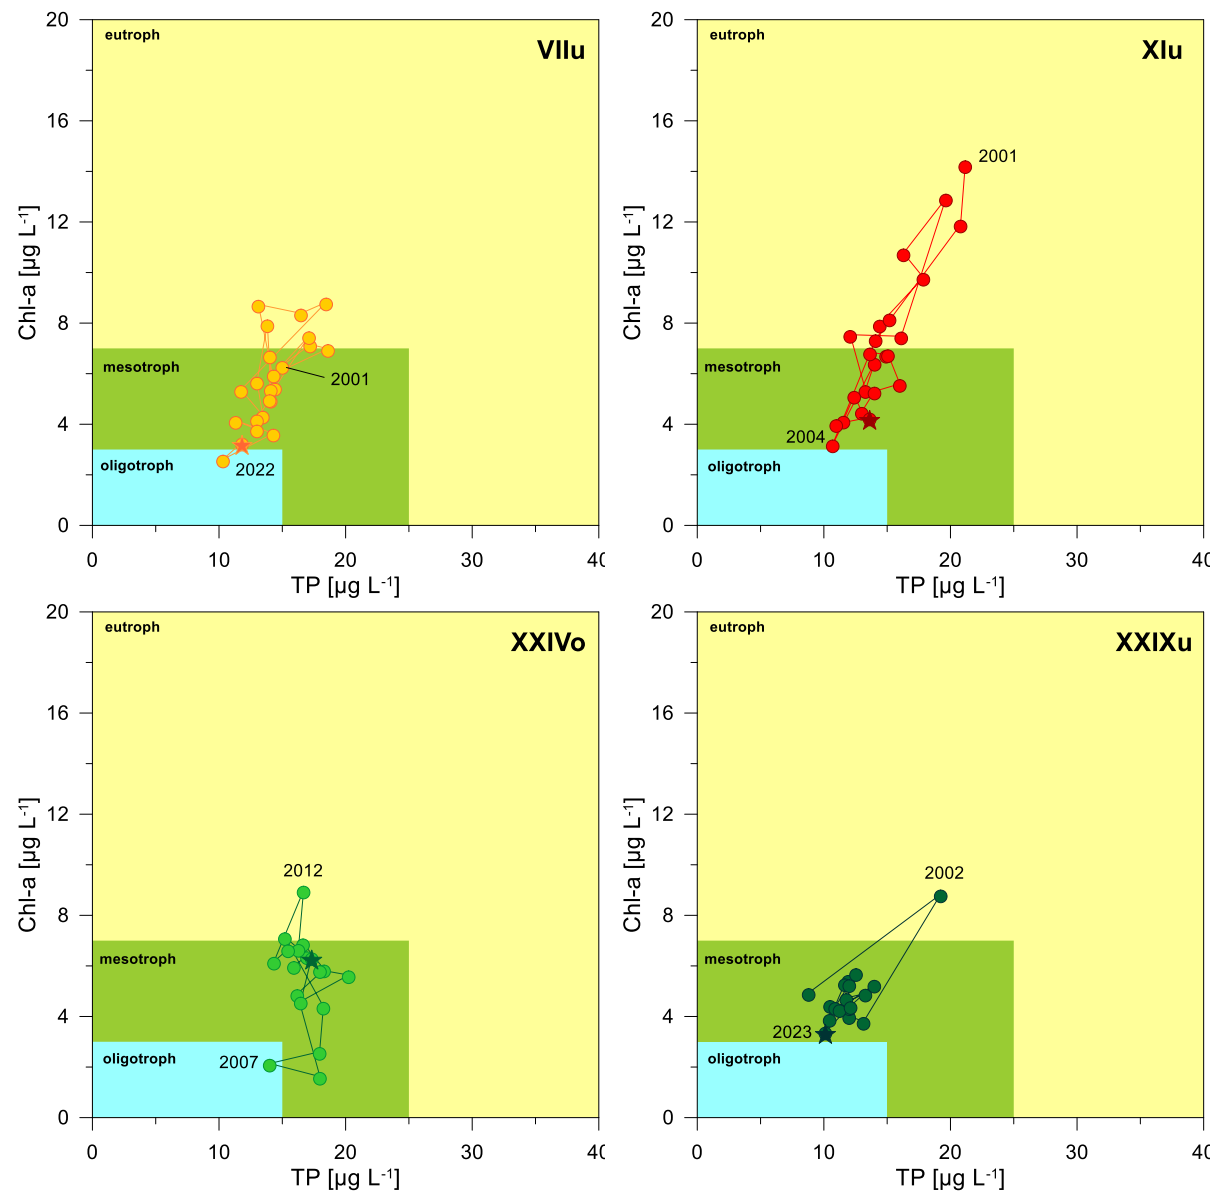 20
eutroph
VIIu
16
12
Chl-a [µg L⁻¹]
8
mesotroph
2001
4
oligotroph
2022
0
0 10 20 30 40
TP [µg L⁻¹]
20
eutroph
XIu
16
2001
12
Chl-a [µg L⁻¹]
8
mesotroph
4
2004
oligotroph
0
0 10 20 30 40
TP [µg L⁻¹]
20
eutroph
XXIVo
16
12
Chl-a [µg L⁻¹]
2012
8
mesotroph
4
oligotroph
2007
0
0 10 20 30 40
TP [µg L⁻¹]
20
eutroph
XXIXu
16
12
Chl-a [µg L⁻¹]
2002
8
mesotroph
4
2023
oligotroph
0
0 10 20 30 40
TP [µg L⁻¹]